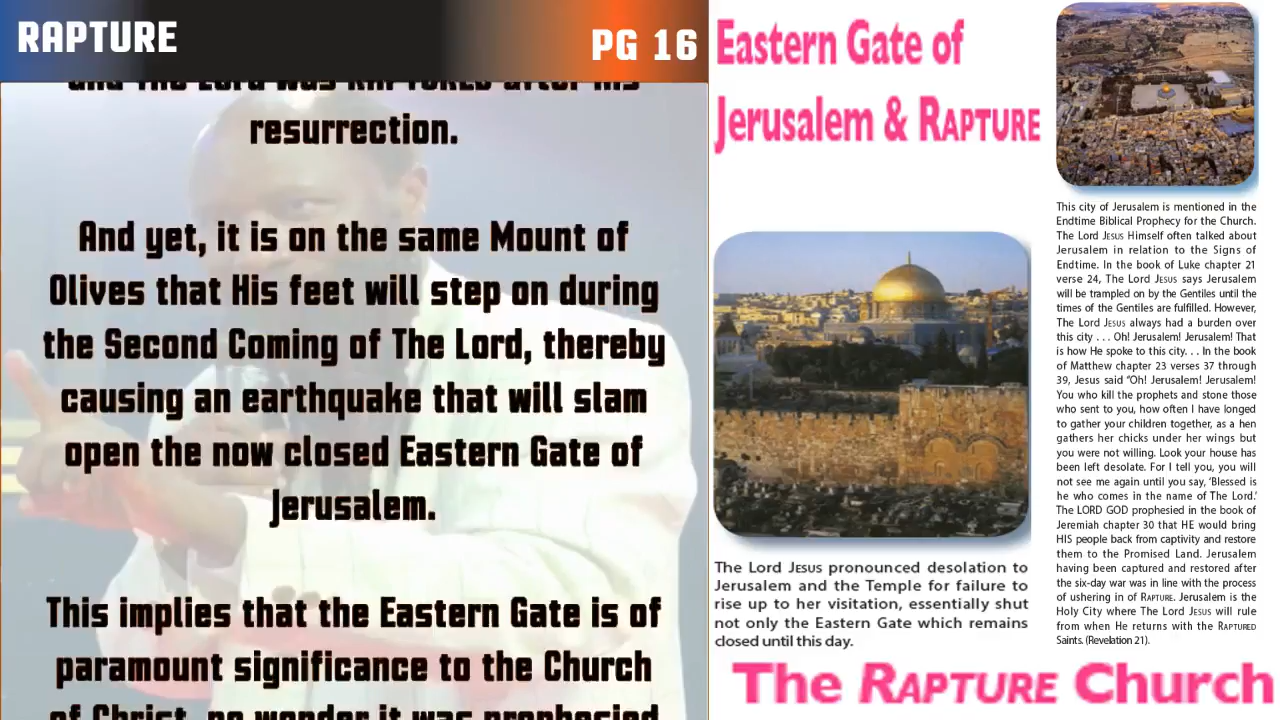 RAPTURE
PG 16
and The Lord was RAPTURED after his
resurrection.
And yet, it is on the same Mount of
Olives that His feet will step on during
the Second Coming of The Lord, thereby
causing an earthquake that will slam
open the now closed Eastern Gate of
Jerusalem.
This implies that the Eastern Gate is of
paramount significance to the Church
of Christ, no wonder it was prophesied
Eastern Gate of
Jerusalem & RAPTURE
The Lord JESUS pronounced desolation to
Jerusalem and the Temple for failure to
rise up to her visitation, essentially shut
not only the Eastern Gate which remains
closed until this day.
This city of Jerusalem is mentioned in the
Endtime Biblical Prophecy for the Church.
The Lord JESUS Himself often talked about
Jerusalem in relation to the Signs of
Endtime. In the book of Luke chapter 21
verse 24, The Lord JESUS says Jerusalem
will be trampled on by the Gentiles until the
times of the Gentiles are fulfilled. However,
The Lord JESUS always had a burden over
this city . . . Oh! Jerusalem! Jerusalem! That
is how He spoke to this city. . . In the book
of Matthew chapter 23 verses 37 through
39, Jesus said “Oh! Jerusalem! Jerusalem!
You who kill the prophets and stone those
who sent to you, how often I have longed
to gather your children together, as a hen
gathers her chicks under her wings but
you were not willing. Look your house has
been left desolate. For I tell you, you will
not see me again until you say, ‘Blessed is
he who comes in the name of The Lord.’
The LORD GOD prophesied in the book of
Jeremiah chapter 30 that HE would bring
HIS people back from captivity and restore
them to the Promised Land. Jerusalem
having been captured and restored after
the six-day war was in line with the process
of ushering in of RAPTURE. Jerusalem is the
Holy City where The Lord JESUS will rule
from when He returns with the RAPTURED
Saints. (Revelation 21).
The RAPTURE Church